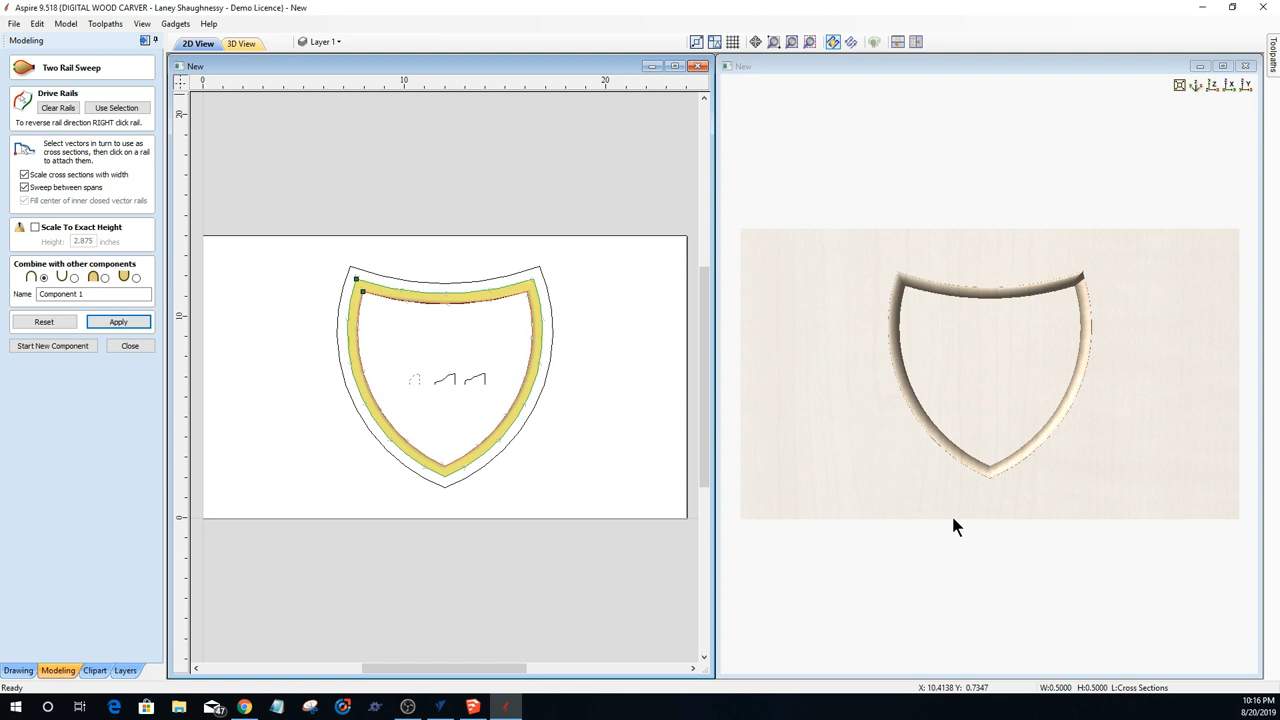 Aspire 9.518 (DIGITAL WOOD CARVER - Laney Shaughnessy - Demo Licence) - New
File Edit Model Toolpaths View Gadgets Help
Modeling
2D View 3D View Layer 1
Toolpaths
Two Rail Sweep
New
New
0 10 20
Drive Rails
Clear Rails Use Selection
To reverse rail direction RIGHT click rail.
Select vectors in turn to use as
cross sections, then click on a rail
to attach them.
Scale cross sections with width
Sweep between spans
Fill center of inner closed vector rails
Scale To Exact Height
Height: 2.875 inches
Combine with other components
Name Component 1
Reset Apply
Start New Component Close
20
10
0
Z X Y
Drawing Modeling Clipart Layers
Ready
X: 10.4138 Y: 0.7347
W:0.5000 H:0.5000 L:Cross Sections
47
10:16 PM
8/20/2019